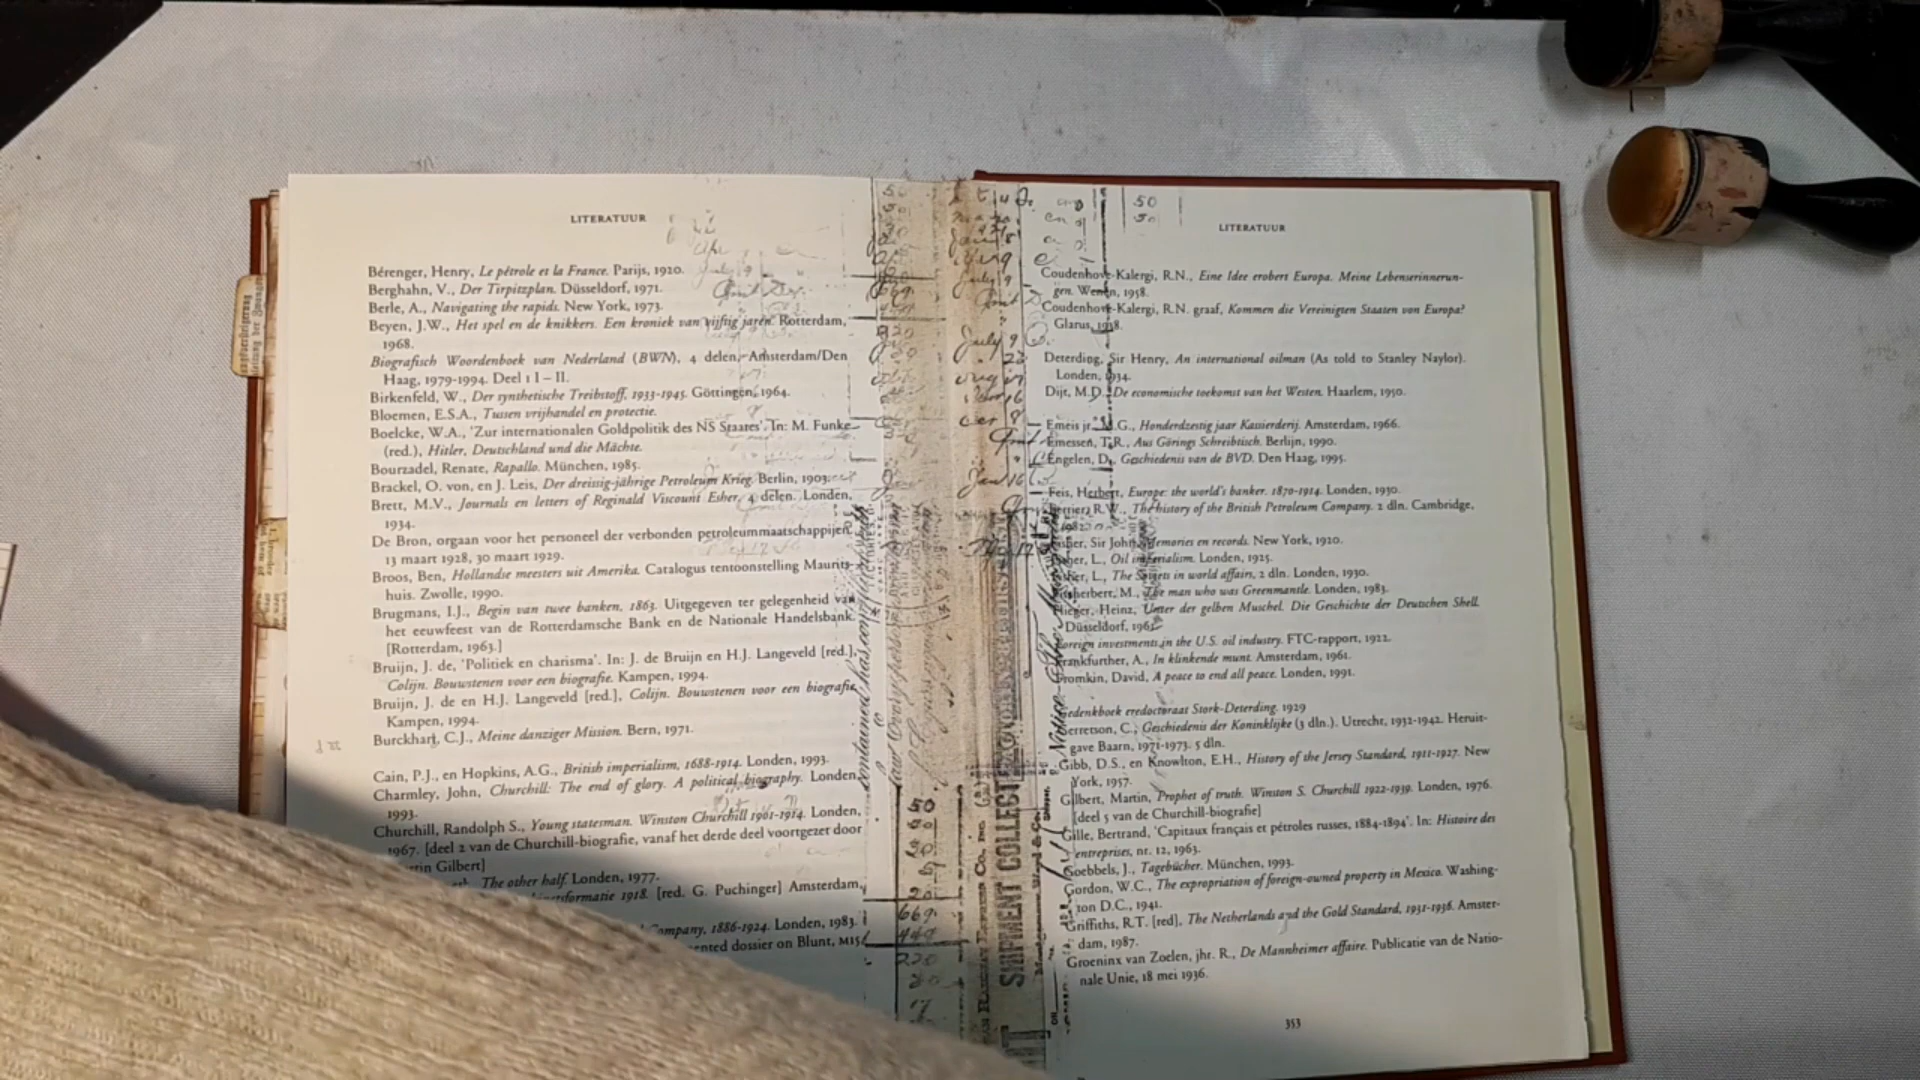 LITERATUUR
Bérenger, Henry, Le pétrole et la France. Parijs, 1920.
Berghahn, V., Der Tirpitzplan. Düsseldorf, 1971.
Berle, A., Navigating the rapids. New York, 1973.
Beyen, J.W., Het spel en de knikkers. Een kroniek van vijftig jaren. Rotterdam,
1968.
Biografisch Woordenboek van Nederland (BWN), 4 delen, Amsterdam/Den
Haag, 1979-1994. Deel 1 I – II.
Birkenfeld, W., Der synthetische Treibstoff, 1933-1945. Göttingen, 1964.
Bloemen, E.S.A., Tussen vrijhandel en protectie.
Boelcke, W.A., 'Zur internationalen Goldpolitik des NS Staates'. In: M. Funke
(red.), Hitler, Deutschland und die Mächte.
Bourzadel, Renate, Rapallo. München, 1985.
Brackel, O. von, en J. Leis, Der dreissig-jährige Petroleum Krieg. Berlin, 1903.
Brett, M.V., Journals en letters of Reginald Viscount Esher, 4 delen. Londen,
1934.
De Bron, orgaan voor het personeel der verbonden petroleummaatschappijen.
13 maart 1928, 30 maart 1929.
Broos, Ben, Hollandse meesters uit Amerika. Catalogus tentoonstelling Maurits-
huis. Zwolle, 1990.
Brugmans, I.J., Begin van twee banken, 1863. Uitgegeven ter gelegenheid van
het eeuwfeest van de Rotterdamsche Bank en de Nationale Handelsbank.
[Rotterdam, 1963.]
Bruijn, J. de, 'Politiek en charisma'. In: J. de Bruijn en H.J. Langeveld [red.],
Colijn. Bouwstenen voor een biografie. Kampen, 1994.
Bruijn, J. de en H.J. Langeveld [red.], Colijn. Bouwstenen voor een biografie
Kampen, 1994.
Burckhart, C.J., Meine danziger Mission. Bern, 1971.
Cain, P.J., en Hopkins, A.G., British imperialism, 1688-1914. Londen, 1993.
Charmley, John, Churchill: The end of glory. A political biography. Londen,
1993.
Churchill, Randolph S., Young statesman. Winston Churchill 1901-1914. Londen,
1967. [deel 2 van de Churchill-biografie, vanaf het derde deel voortgezet door
Gilbert]
The other half. Londen, 1977.
1918. [red. G. Puchinger] Amsterdam,
Company, 1886-1924. Londen, 1983.
dossier on Blunt, MI5
50
50
669
440
220
SHIPMENT COLLECT
July 9
Jan 16
50
50
LITERATUUR
Coudenhove-Kalergi, R.N., Eine Idee erobert Europa. Meine Lebenserinnerun-
gen. Wenen, 1958.
Coudenhove-Kalergi, R.N. graaf, Kommen die Vereinigten Staaten von Europa?
Glarus, 1938.
Deterding, Sir Henry, An international oilman (As told to Stanley Naylor).
Londen, 1934.
Dijt, M.D., De economische toekomst van het Westen. Haarlem, 1950.
Emeis jr., M.G., Honderdzestig jaar Kassierderij. Amsterdam, 1966.
Emessen, T.R., Aus Görings Schreibtisch. Berlijn, 1990.
Engelen, D., Geschiedenis van de BVD. Den Haag, 1995.
Feis, Herbert, Europe: the world's banker. 1870-1914. Londen, 1930.
Ferrier, R.W., The history of the British Petroleum Company. 2 dln. Cambridge,
1982
Fisher, Sir John, Memories en records. New York, 1920.
Fischer, L., Oil imperialism. Londen, 1925.
Fischer, L., The Soviets in world affairs, 2 dln. Londen, 1930.
Fitzherbert, M., The man who was Greenmantle. Londen, 1983.
Flieger, Heinz, Unter der gelben Muschel. Die Geschichte der Deutschen Shell.
Düsseldorf, 1961
Foreign investments in the U.S. oil industry. FTC-rapport, 1922.
Frankfurther, A., In klinkende munt. Amsterdam, 1961.
Fromkin, David, A peace to end all peace. Londen, 1991.
Gedenkboek eredoctoraat Stork-Deterding. 1929
Gerretson, C., Geschiedenis der Koninklijke (3 dln.). Utrecht, 1932-1942. Heruit-
gave Baarn, 1971-1973. 5 dln.
Gibb, D.S., en Knowlton, E.H., History of the Jersey Standard, 1911-1927. New
York, 1957.
Gilbert, Martin, Prophet of truth. Winston S. Churchill 1922-1939. Londen, 1976.
[deel 5 van de Churchill-biografie]
Gille, Bertrand, 'Capitaux français et pétroles russes, 1884-1894'. In: Histoire des
entreprises, nr. 12, 1963.
Goebbels, J., Tagebücher. München, 1993.
Gordon, W.C., The expropriation of foreign-owned property in Mexico. Washing-
ton D.C., 1941.
Griffiths, R.T. [red], The Netherlands and the Gold Standard, 1931-1936. Amster-
dam, 1987.
Groeninx van Zoelen, jhr. R., De Mannheimer affaire. Publicatie van de Natio-
nale Unie, 18 mei 1936.
353